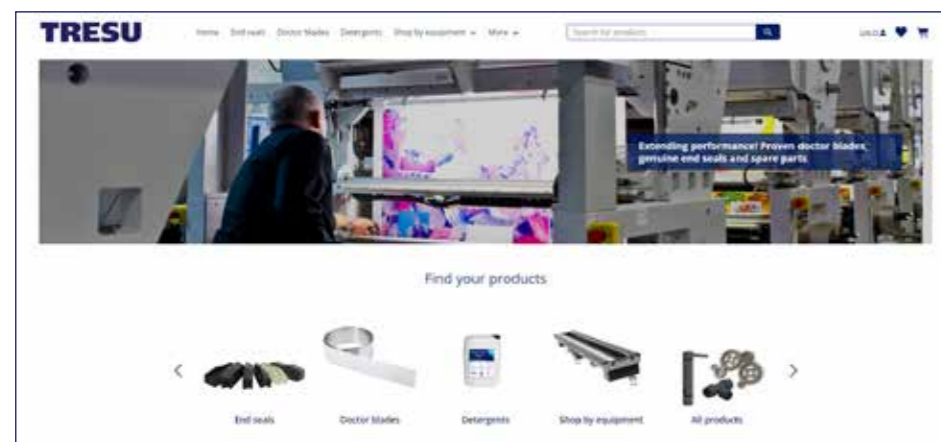 TRESU
Home End seals Doctor Blades Detergents Shop by equipment More
Search for products
Extending performance! Proven doctor blades,
genuine end seals and spare parts
Find your products
End seals Doctor blades Detergents Shop by equipment All products